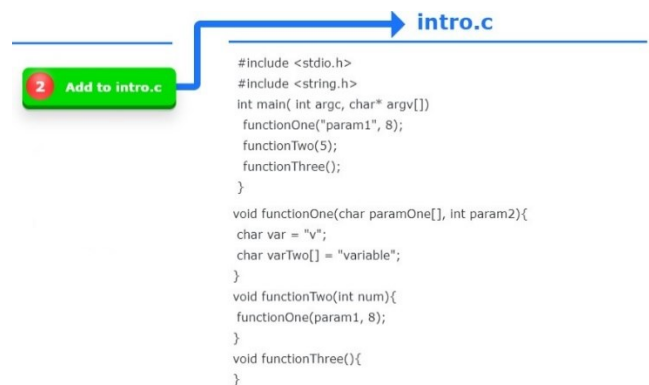 intro.c
2 Add to intro.c
#include <stdio.h>
#include <string.h>
int main( int argc, char* argv[])
functionOne("param1", 8);
functionTwo(5);
functionThree();
}
void functionOne(char paramOne[], int param2){
char var = "v";
char varTwo[] = "variable";
}
void functionTwo(int num){
functionOne(param1, 8);
}
void functionThree(){
}